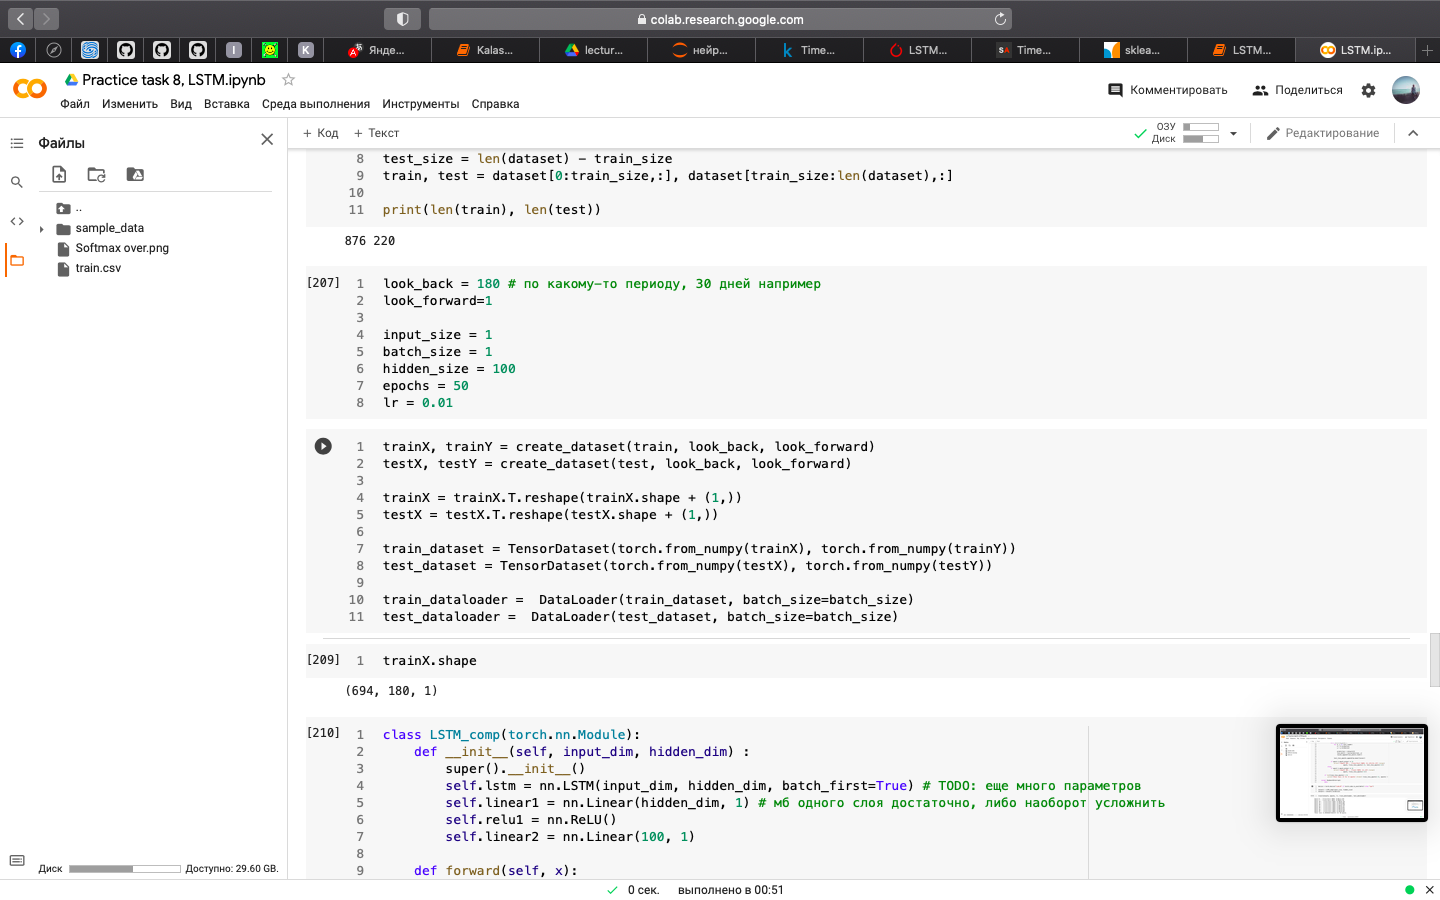 colab.research.google.com
Янде...
Kalas...
lectur...
нейр...
Time...
LSTM...
Time...
sklea...
LSTM...
LSTM.ip...
Practice task 8, LSTM.ipynb
Файл Изменить Вид Вставка Среда выполнения Инструменты Справка
Комментировать
Поделиться
Файлы
..
sample_data
Softmax over.png
train.csv
Диск
Доступно: 29.60 GB.
+ Код + Текст
ОЗУ
Диск
Редактирование
8 test_size = len(dataset) - train_size
9 train, test = dataset[0:train_size,:], dataset[train_size:len(dataset),:]
10
11 print(len(train), len(test))
876 220
[207] 1 look_back = 180 # по какому-то периоду, 30 дней например
2 look_forward=1
3
4 input_size = 1
5 batch_size = 1
6 hidden_size = 100
7 epochs = 50
8 lr = 0.01
1 trainX, trainY = create_dataset(train, look_back, look_forward)
2 testX, testY = create_dataset(test, look_back, look_forward)
3
4 trainX = trainX.T.reshape(trainX.shape + (1,))
5 testX = testX.T.reshape(testX.shape + (1,))
6
7 train_dataset = TensorDataset(torch.from_numpy(trainX), torch.from_numpy(trainY))
8 test_dataset = TensorDataset(torch.from_numpy(testX), torch.from_numpy(testY))
9
10 train_dataloader =  DataLoader(train_dataset, batch_size=batch_size)
11 test_dataloader =  DataLoader(test_dataset, batch_size=batch_size)
[209] 1 trainX.shape
(694, 180, 1)
[210] 1 class LSTM_comp(torch.nn.Module):
2     def __init__(self, input_dim, hidden_dim) :
3         super().__init__()
4         self.lstm = nn.LSTM(input_dim, hidden_dim, batch_first=True) # TODO: еще много параметров
5         self.linear1 = nn.Linear(hidden_dim, 1) # мб одного слоя достаточно, либо наоборот усложнить
6         self.relu1 = nn.ReLU()
7         self.linear2 = nn.Linear(100, 1)
8
9     def forward(self, x):
0 сек. выполнено в 00:51